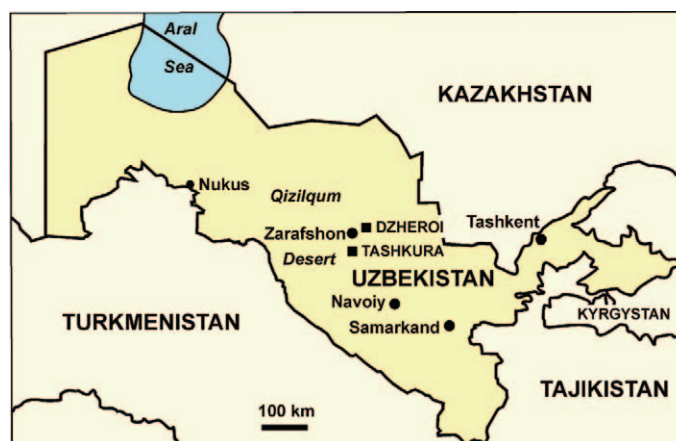 Aral
Sea
KAZAKHSTAN
Nukus
Qizilqum
DZHEROI
Tashkent
Zarafshon
TASHKURA
Desert
UZBEKISTAN
Navoiy
KYRGYSTAN
TURKMENISTAN
Samarkand
TAJIKISTAN
100 km